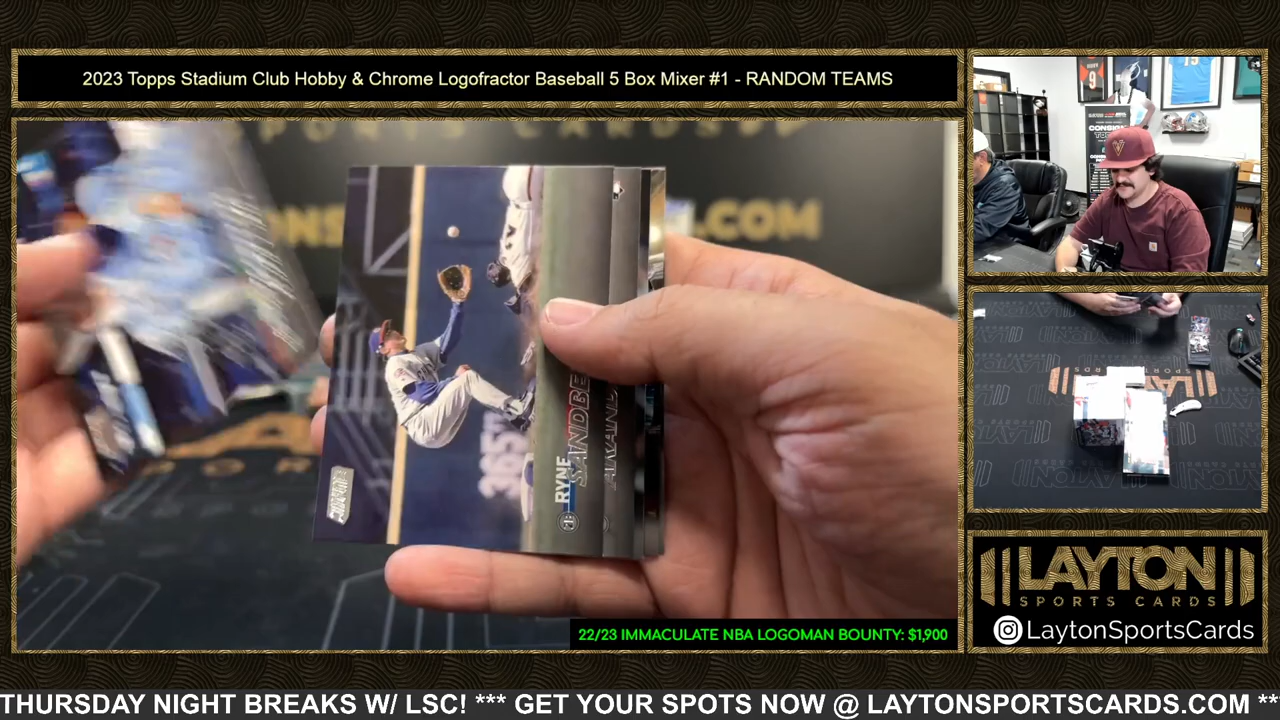 2023 Topps Stadium Club Hobby & Chrome Logofractor Baseball 5 Box Mixer #1 - RANDOM TEAMS
.COM
RYNE
SANDBE
22/23 IMMACULATE NBA LOGOMAN BOUNTY: $1,900
LAYTON
SPORTS CARDS
LaytonSportsCards
THURSDAY NIGHT BREAKS W/ LSC! *** GET YOUR SPOTS NOW @ LAYTONSPORTSCARDS.COM **